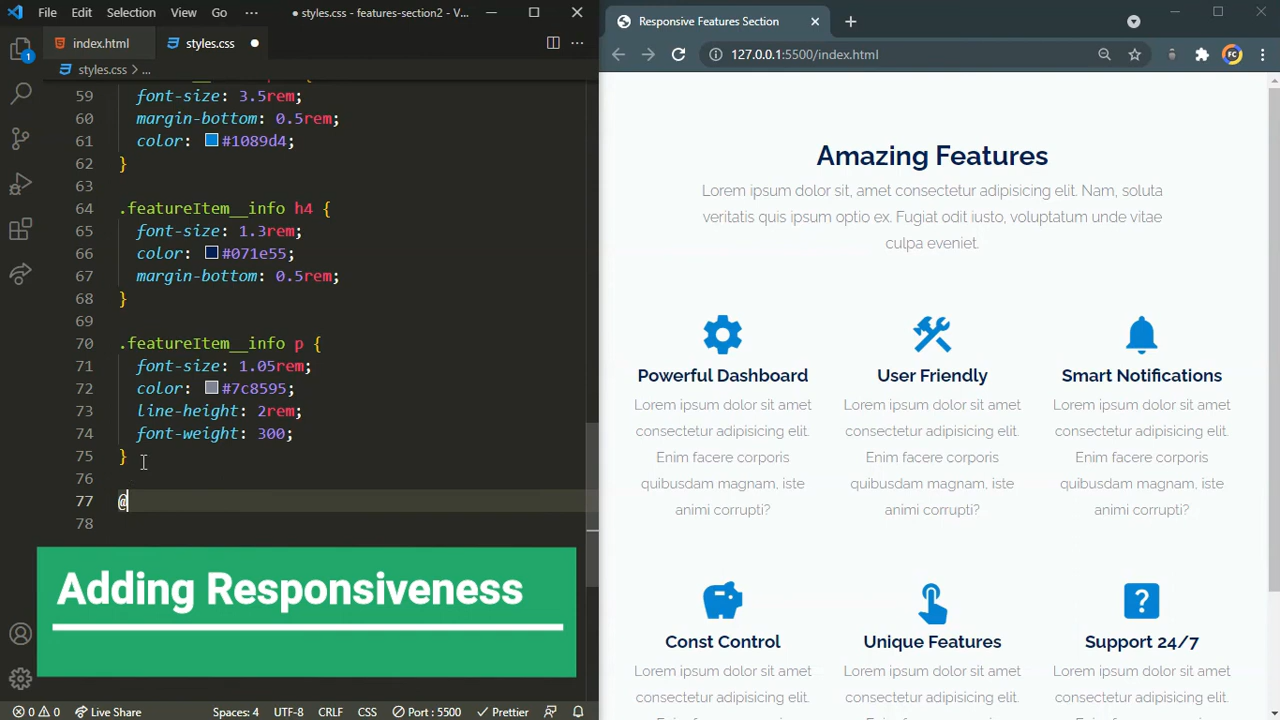 File Edit Selection View Go ··· ● styles.css - features-section2 - V...
index.html styles.css ●
styles.css > ...
59 font-size: 3.5rem;
60 margin-bottom: 0.5rem;
61 color: #1089d4;
62 }
63
64 .featureItem__info h4 {
65 font-size: 1.3rem;
66 color: #071e55;
67 margin-bottom: 0.5rem;
68 }
69
70 .featureItem__info p {
71 font-size: 1.05rem;
72 color: #7c8595;
73 line-height: 2rem;
74 font-weight: 300;
75 }
76
77 @
78
Adding Responsiveness
1
0 0 Live Share Spaces: 4 UTF-8 CRLF CSS Port : 5500 Prettier
Responsive Features Section
127.0.0.1:5500/index.html
FC
Amazing Features
Lorem ipsum dolor sit, amet consectetur adipisicing elit. Nam, soluta
veritatis quis ipsum optio ex. Fugiat odit iusto, voluptatum unde vitae
culpa eveniet.
Powerful Dashboard User Friendly Smart Notifications
Lorem ipsum dolor sit amet Lorem ipsum dolor sit amet Lorem ipsum dolor sit amet
consectetur adipisicing elit. consectetur adipisicing elit. consectetur adipisicing elit.
Enim facere corporis Enim facere corporis Enim facere corporis
quibusdam magnam, iste quibusdam magnam, iste quibusdam magnam, iste
animi corrupti? animi corrupti? animi corrupti?
Const Control Unique Features Support 24/7
Lorem ipsum dolor sit amet Lorem ipsum dolor sit amet Lorem ipsum dolor sit amet
consectetur adipisicing elit. consectetur adipisicing elit. consectetur adipisicing elit.